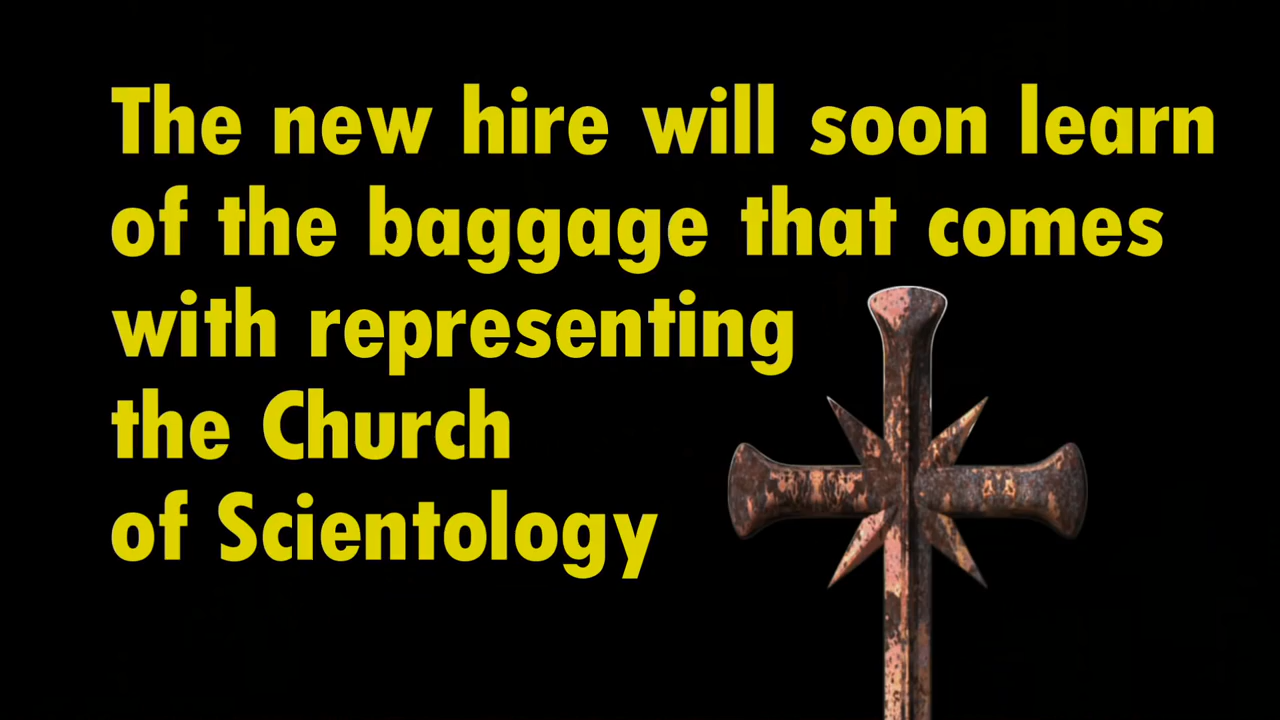 The new hire will soon learn
of the baggage that comes
with representing
the Church
of Scientology